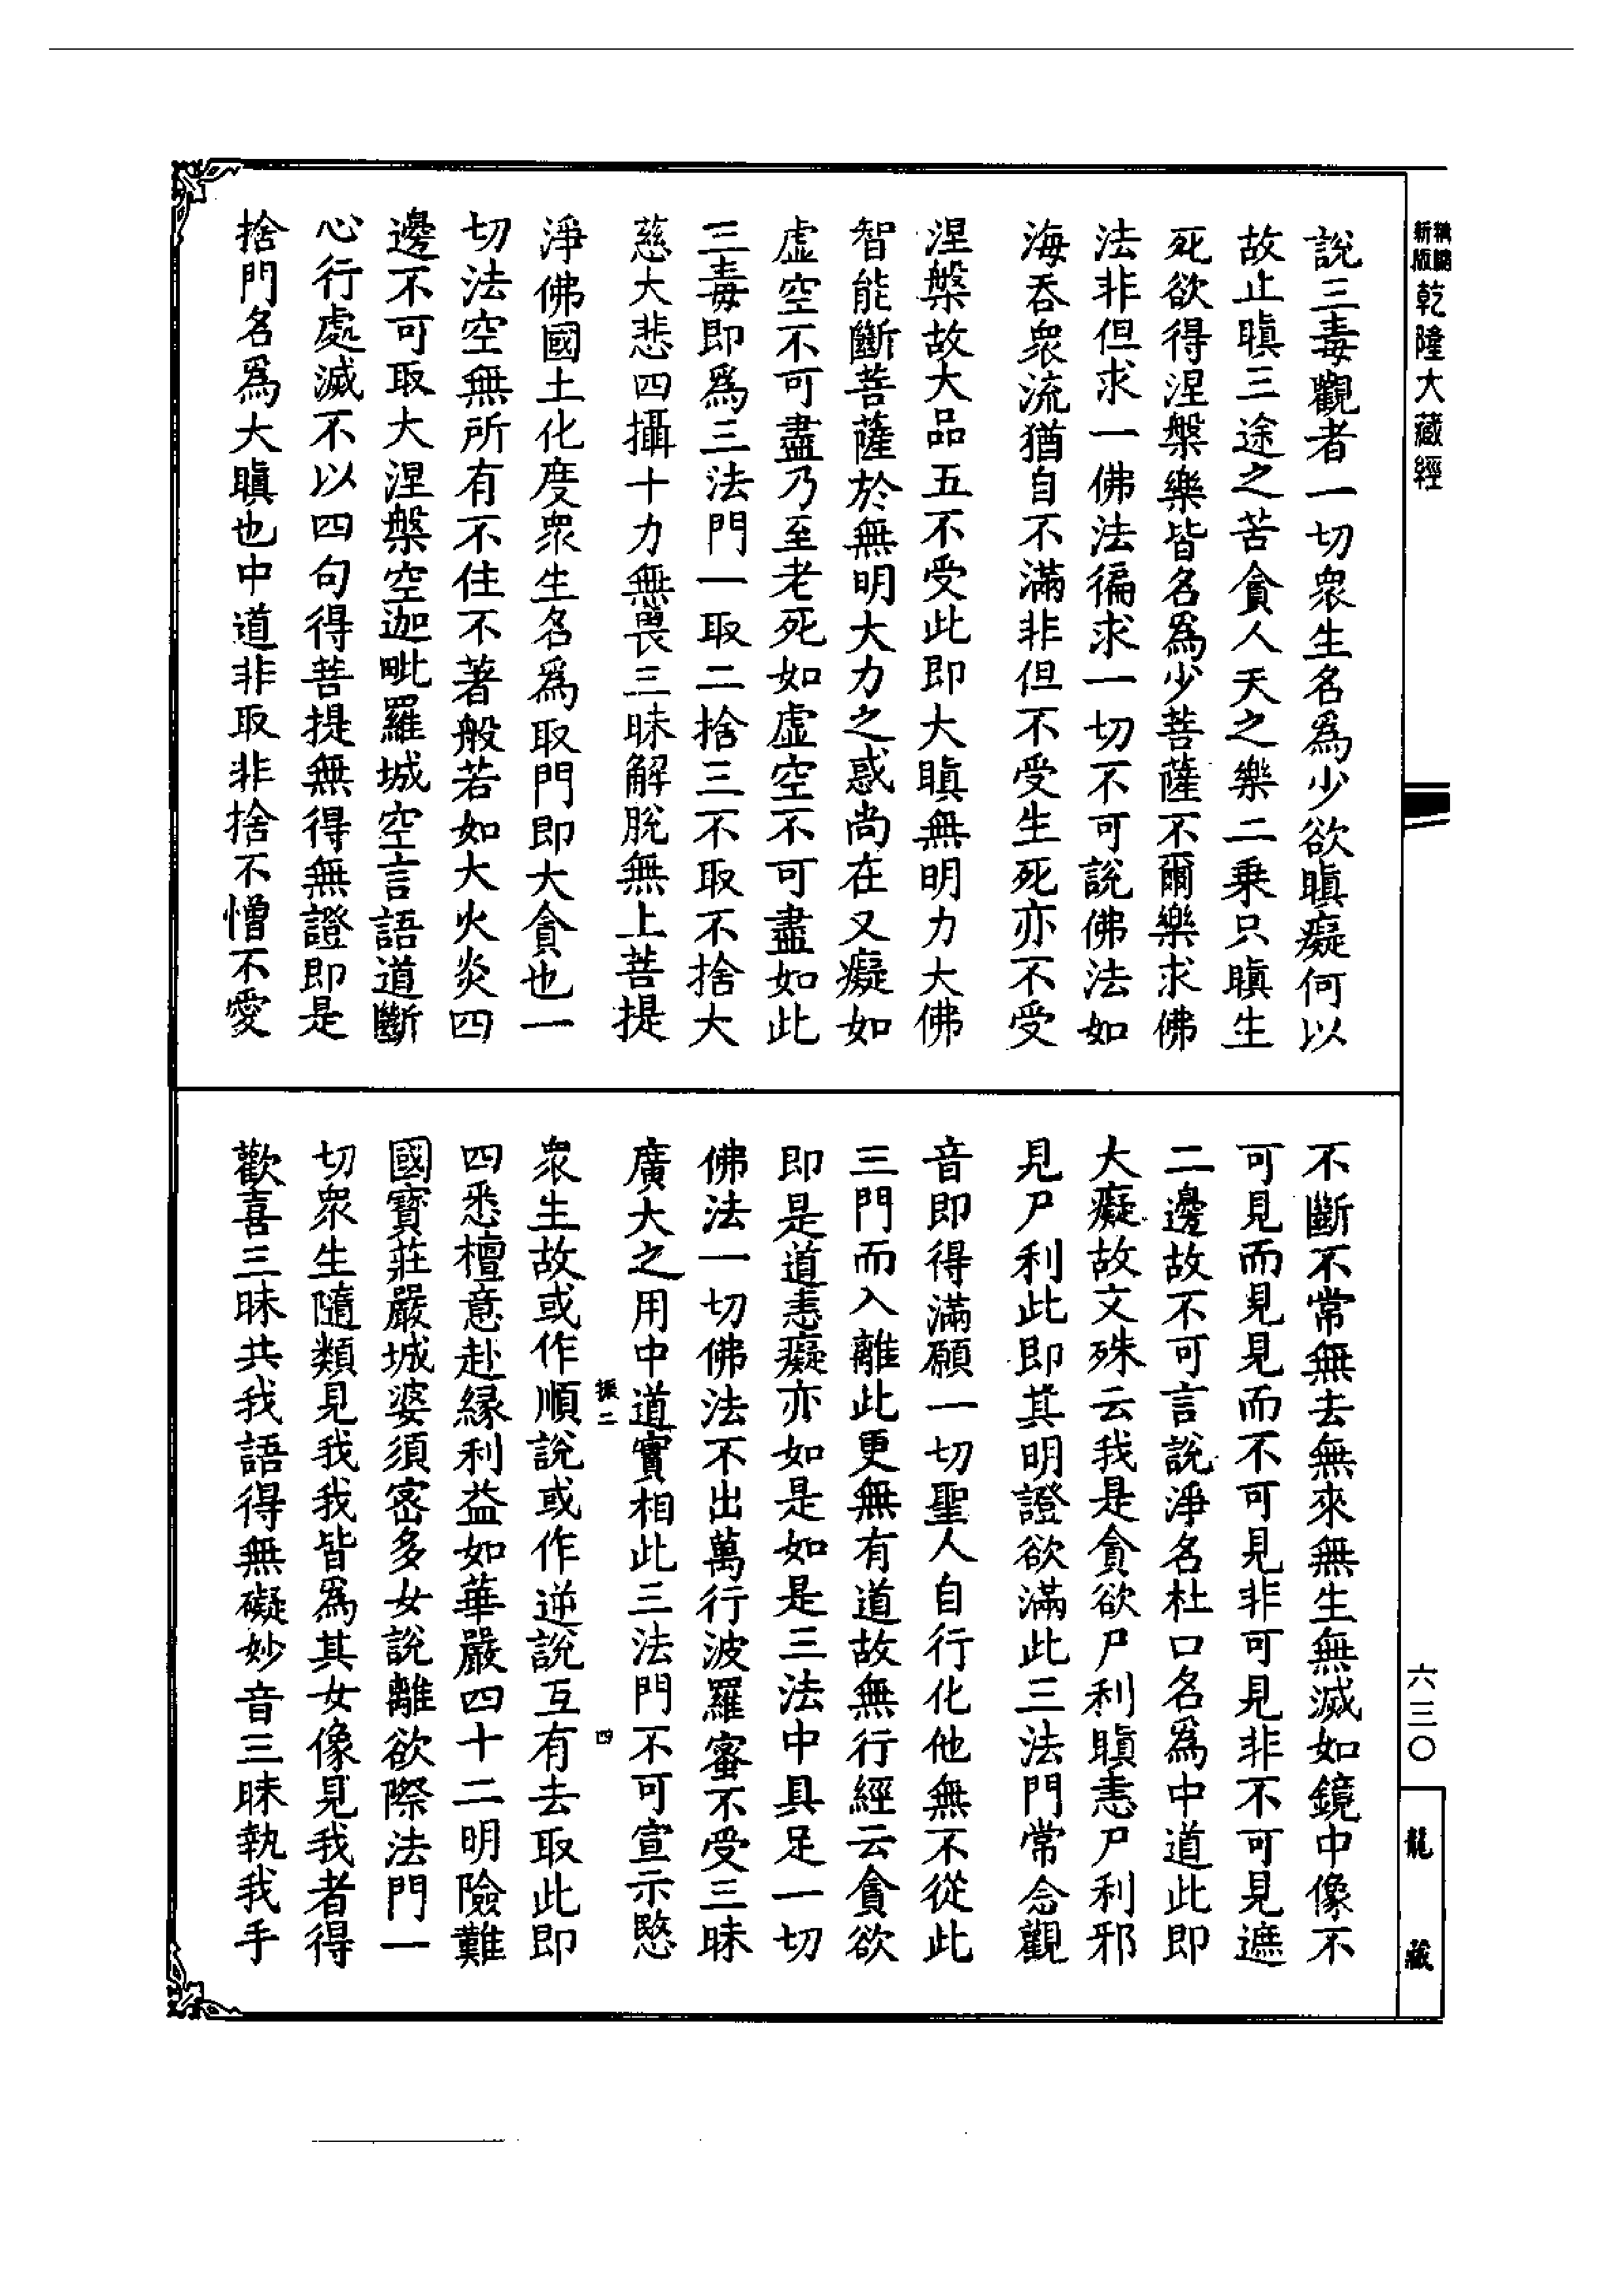 新版
精縮
乾隆大藏經
六三〇
龍藏
說三毒觀者一切衆生名爲少欲瞋癡何以
故止瞋三途之苦貪人天之樂二乗只瞋生
死欲得涅槃樂皆名爲少菩薩不爾樂求佛
法非但求一佛法徧求一切不可說佛法如
海吞衆流猶自不滿非但不受生死亦不受
涅槃故大品五不受此即大瞋無明力大佛
智能斷菩薩於無明大力之惑尚在又癡如
虛空不可盡乃至老死如虛空不可盡如此
三毒即爲三法門一取二捨三不取不捨大
慈大悲四攝十力無畏三昧解脫無上菩提
淨佛國土化度衆生名爲取門即大貪也一
切法空無所有不住不著般若如大火炎四
邊不可取大涅槃空迦毗羅城空言語道斷
心行處滅不以四句得菩提無得無證即是
捨門名爲大瞋也中道非取非捨不憎不愛
不斷不常無去無來無生無滅如鏡中像不
可見而見見而不可見非可見非不可見遮
二邊故不可言說淨名杜口名爲中道此即
大癡故文殊云我是貪欲尸利瞋恚尸利邪
見尸利此即其明證欲滿此三法門常念觀
音即得滿願一切聖人自行化他無不從此
三門而入離此更無有道故無行經云貪欲
即是道恚癡亦如是如是三法中具足一切
佛法一切佛法不出萬行波羅蜜不受三昧
廣大之用中道實相此三法門不可宣示愍
振二
四
衆生故或作順說或作逆說互有去取此即
四悉檀意赴緣利益如華嚴四十二明險難
國寶莊嚴城婆須密多女說離欲際法門一
切衆生隨類見我我皆爲其女像見我者得
歡喜三昧共我語得無礙妙音三昧執我手